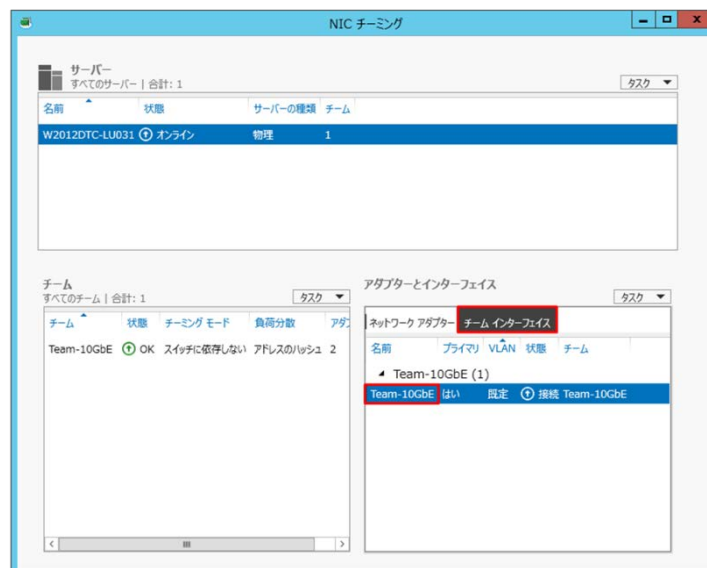 NIC チーミング
サーバー
すべてのサーバー | 合計: 1
タスク
名前 状態 サーバーの種類 チーム
W2012DTC-LU031 オンライン 物理 1
チーム
すべてのチーム | 合計: 1
タスク
チーム 状態 チーミング モード 負荷分散 アダプ
Team-10GbE OK スイッチに依存しない アドレスのハッシュ 2
アダプターとインターフェイス
タスク
ネットワーク アダプター チーム インターフェイス
名前 プライマリ VLAN 状態 チーム
Team-10GbE (1)
Team-10GbE はい 既定 接続 Team-10GbE